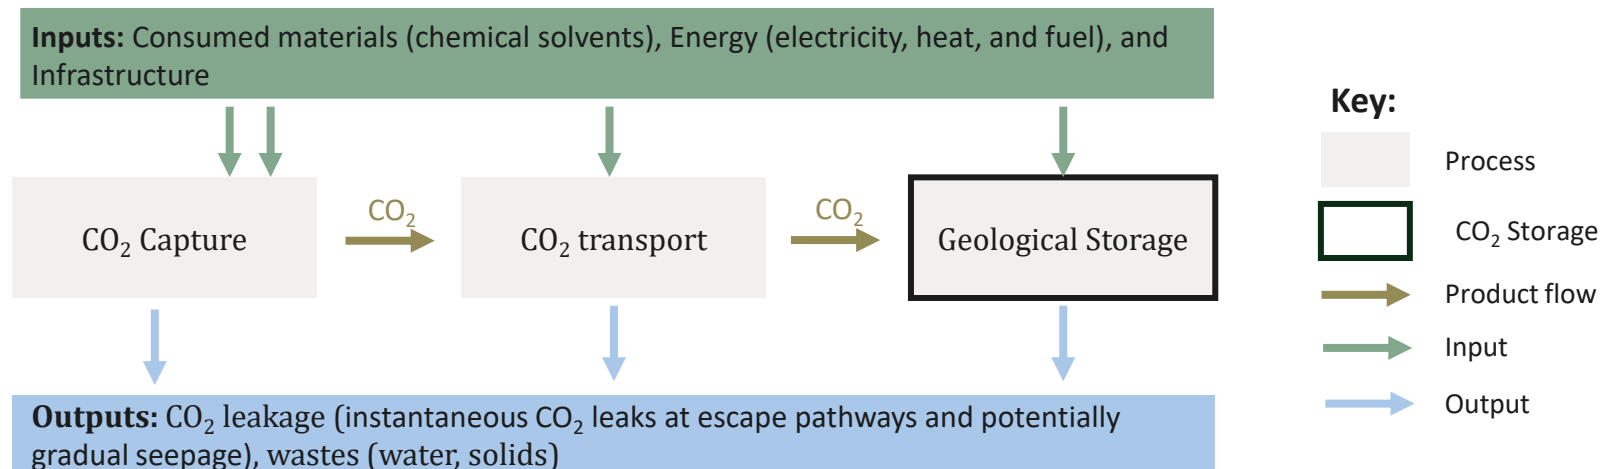 Inputs: Consumed materials (chemical solvents), Energy (electricity, heat, and fuel), and
Infrastructure
CO₂ Capture
CO₂
CO₂ transport
CO₂
Geological Storage
Outputs: CO₂ leakage (instantaneous CO₂ leaks at escape pathways and potentially
gradual seepage), wastes (water, solids)
Key:
Process
CO₂ Storage
Product flow
Input
Output